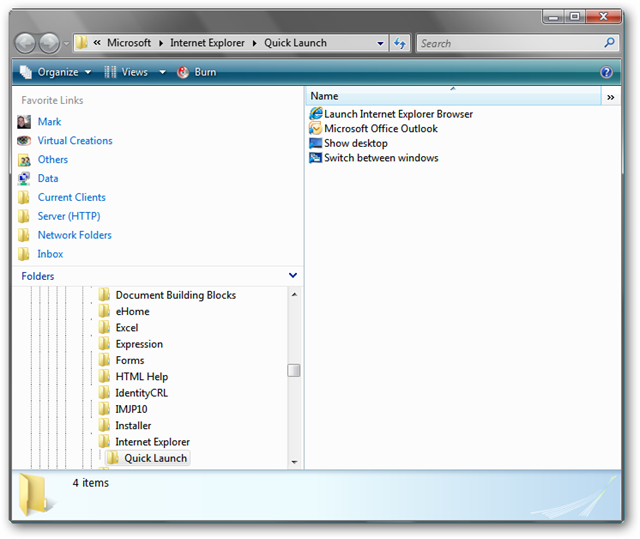 « Microsoft Internet Explorer Quick Launch Search
Organize Views Burn
Favorite Links
Mark
Virtual Creations
Others
Data
Current Clients
Server (HTTP)
Network Folders
Inbox
Folders
Document Building Blocks
eHome
Excel
Expression
Forms
HTML Help
IdentityCRL
IMJP10
Installer
Internet Explorer
Quick Launch
Name »
Launch Internet Explorer Browser
Microsoft Office Outlook
Show desktop
Switch between windows
4 items